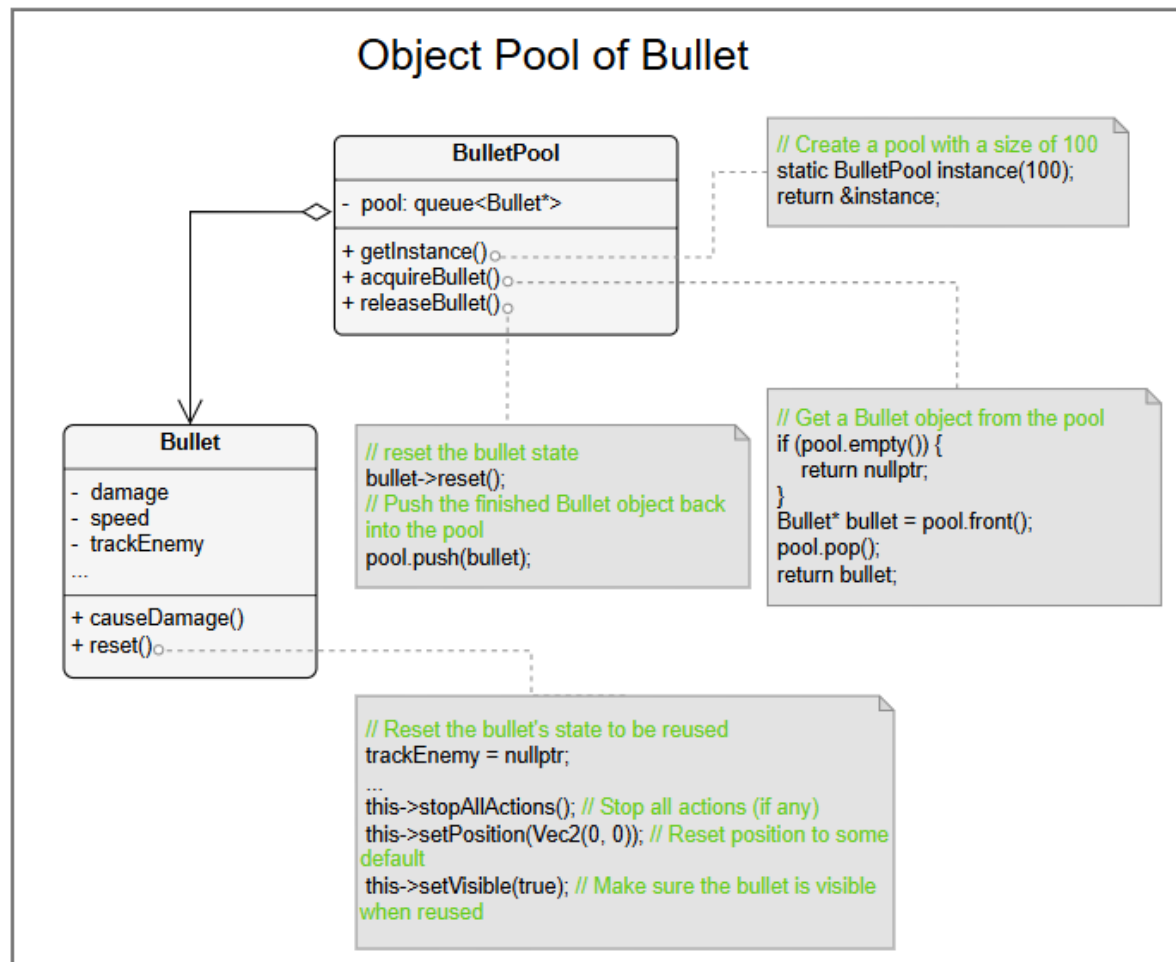 Object Pool of Bullet
BulletPool
- pool: queue<Bullet*>
+ getInstance()
+ acquireBullet()
+ releaseBullet()
// Create a pool with a size of 100
static BulletPool instance(100);
return &instance;
Bullet
- damage
- speed
- trackEnemy
...
+ causeDamage()
+ reset()
// reset the bullet state
bullet->reset();
// Push the finished Bullet object back
into the pool
pool.push(bullet);
// Get a Bullet object from the pool
if (pool.empty()) {
return nullptr;
}
Bullet* bullet = pool.front();
pool.pop();
return bullet;
// Reset the bullet's state to be reused
trackEnemy = nullptr;
...
this->stopAllActions(); // Stop all actions (if any)
this->setPosition(Vec2(0, 0)); // Reset position to some
default
this->setVisible(true); // Make sure the bullet is visible
when reused